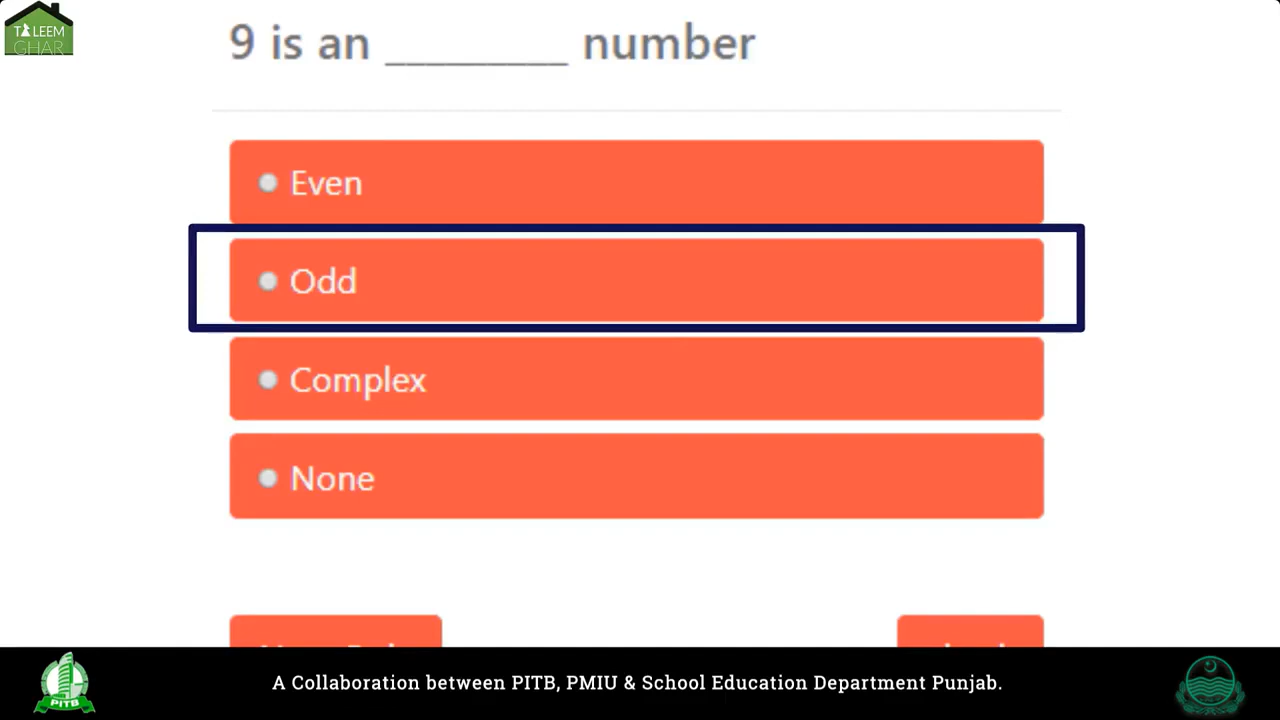 TALEEM
GHAR
9 is an _________ number
Even
Odd
Complex
None
PITB
A Collaboration between PITB, PMIU & School Education Department Punjab.